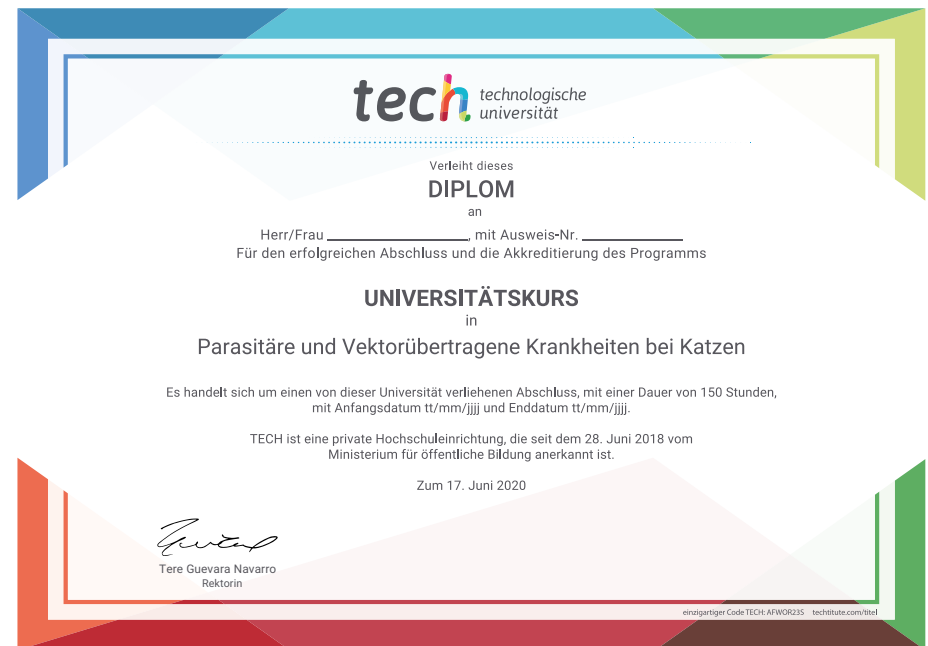 tech technologische
universität
Verleiht dieses
DIPLOM
an
Herr/Frau ____________________, mit Ausweis-Nr. ______________
Für den erfolgreichen Abschluss und die Akkreditierung des Programms
UNIVERSITÄTSKURS
in
Parasitäre und Vektorübertragene Krankheiten bei Katzen
Es handelt sich um einen von dieser Universität verliehenen Abschluss, mit einer Dauer von 150 Stunden,
mit Anfangsdatum tt/mm/jjjj und Enddatum tt/mm/jjjj.
TECH ist eine private Hochschuleinrichtung, die seit dem 28. Juni 2018 vom
Ministerium für öffentliche Bildung anerkannt ist.
Zum 17. Juni 2020
Tere Guevara Navarro
Rektorin
einzigartiger Code TECH: AFWOR23S techtitute.com/titel